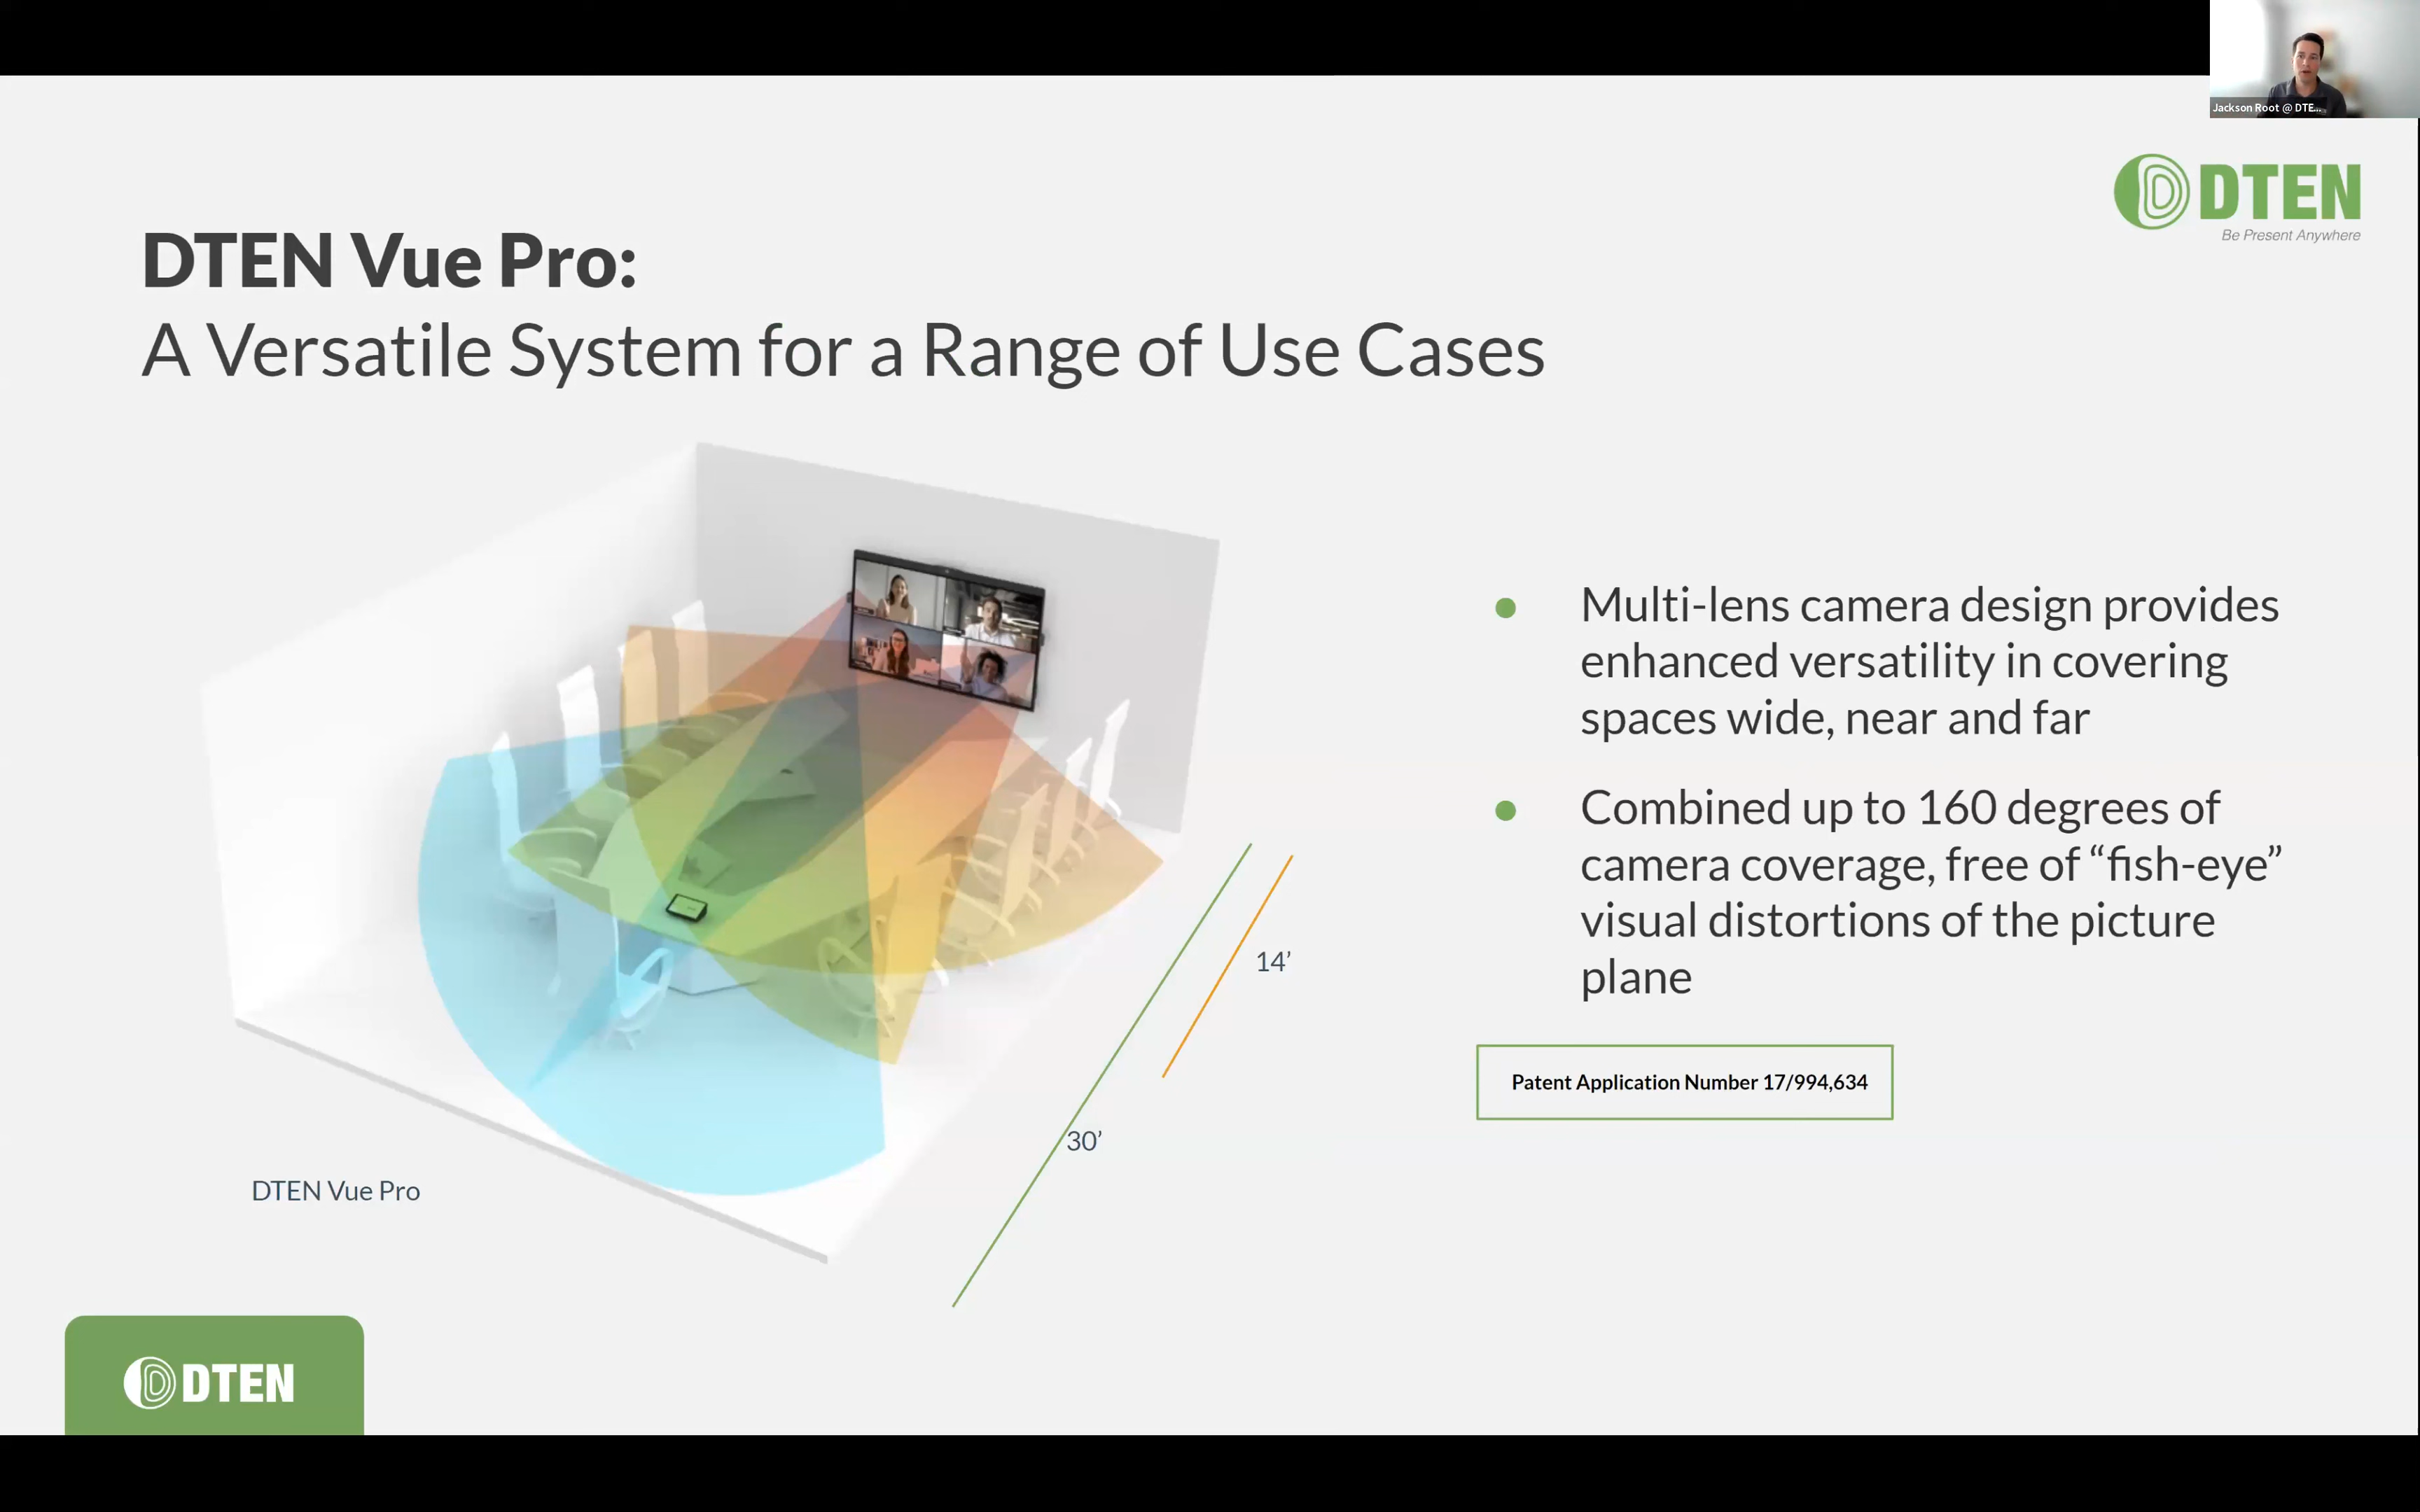 Jackson Root @ DTE...
DTEN
Be Present Anywhere
DTEN Vue Pro:
A Versatile System for a Range of Use Cases
Multi-lens camera design provides
enhanced versatility in covering
spaces wide, near and far
Combined up to 160 degrees of
camera coverage, free of “fish-eye”
visual distortions of the picture
plane
14’
30’
Patent Application Number 17/994,634
DTEN Vue Pro
DTEN